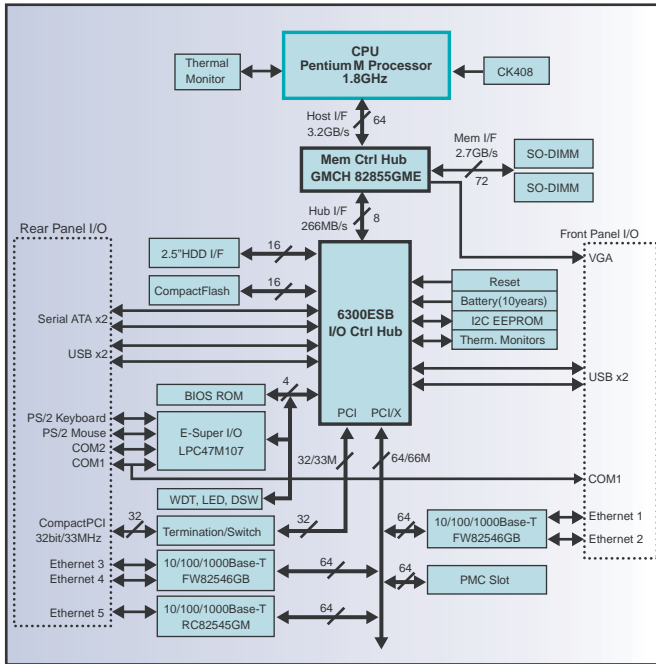 CPU
Pentium M Processor
1.8GHz
Thermal
Monitor
CK408
Host I/F
3.2GB/s
64
Mem I/F
2.7GB/s
72
SO-DIMM
SO-DIMM
Mem Ctrl Hub
GMCH 82855GME
Hub I/F
266MB/s
8
Rear Panel I/O
Front Panel I/O
2.5"HDD I/F
16
VGA
CompactFlash
16
6300ESB
I/O Ctrl Hub
Reset
Battery(10years)
I2C EEPROM
Therm. Monitors
Serial ATA x2
USB x2
USB x2
BIOS ROM
4
PCI
PCI/X
PS/2 Keyboard
PS/2 Mouse
COM2
COM1
E-Super I/O
LPC47M107
32/33M
64/66M
COM1
WDT, LED, DSW
CompactPCI
32bit/33MHz
32
Termination/Switch
32
64
10/100/1000Base-T
FW82546GB
Ethernet 1
Ethernet 2
Ethernet 3
Ethernet 4
10/100/1000Base-T
FW82546GB
64
64
PMC Slot
Ethernet 5
10/100/1000Base-T
RC82545GM
64